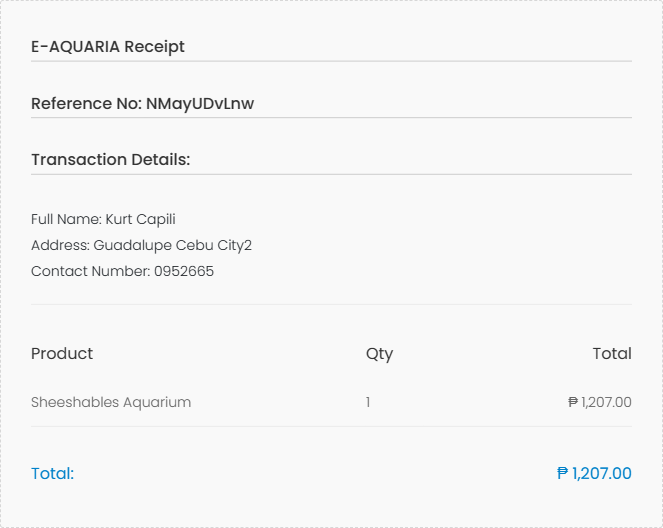 E-AQUARIA Receipt
Reference No: NMayUDvLnw
Transaction Details:
Full Name: Kurt Capili
Address: Guadalupe Cebu City2
Contact Number: 0952665
Product Qty Total
Sheeshables Aquarium 1 ₱ 1,207.00
Total: ₱ 1,207.00